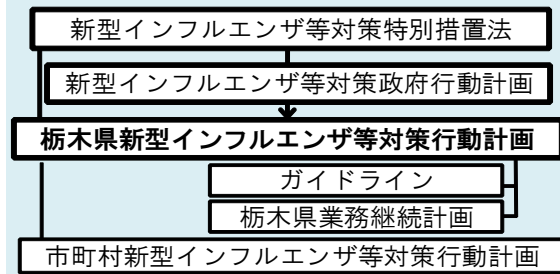 新型インフルエンザ等対策特別措置法
新型インフルエンザ等対策政府行動計画
栃木県新型インフルエンザ等対策行動計画
ガイドライン
栃木県業務継続計画
市町村新型インフルエンザ等対策行動計画